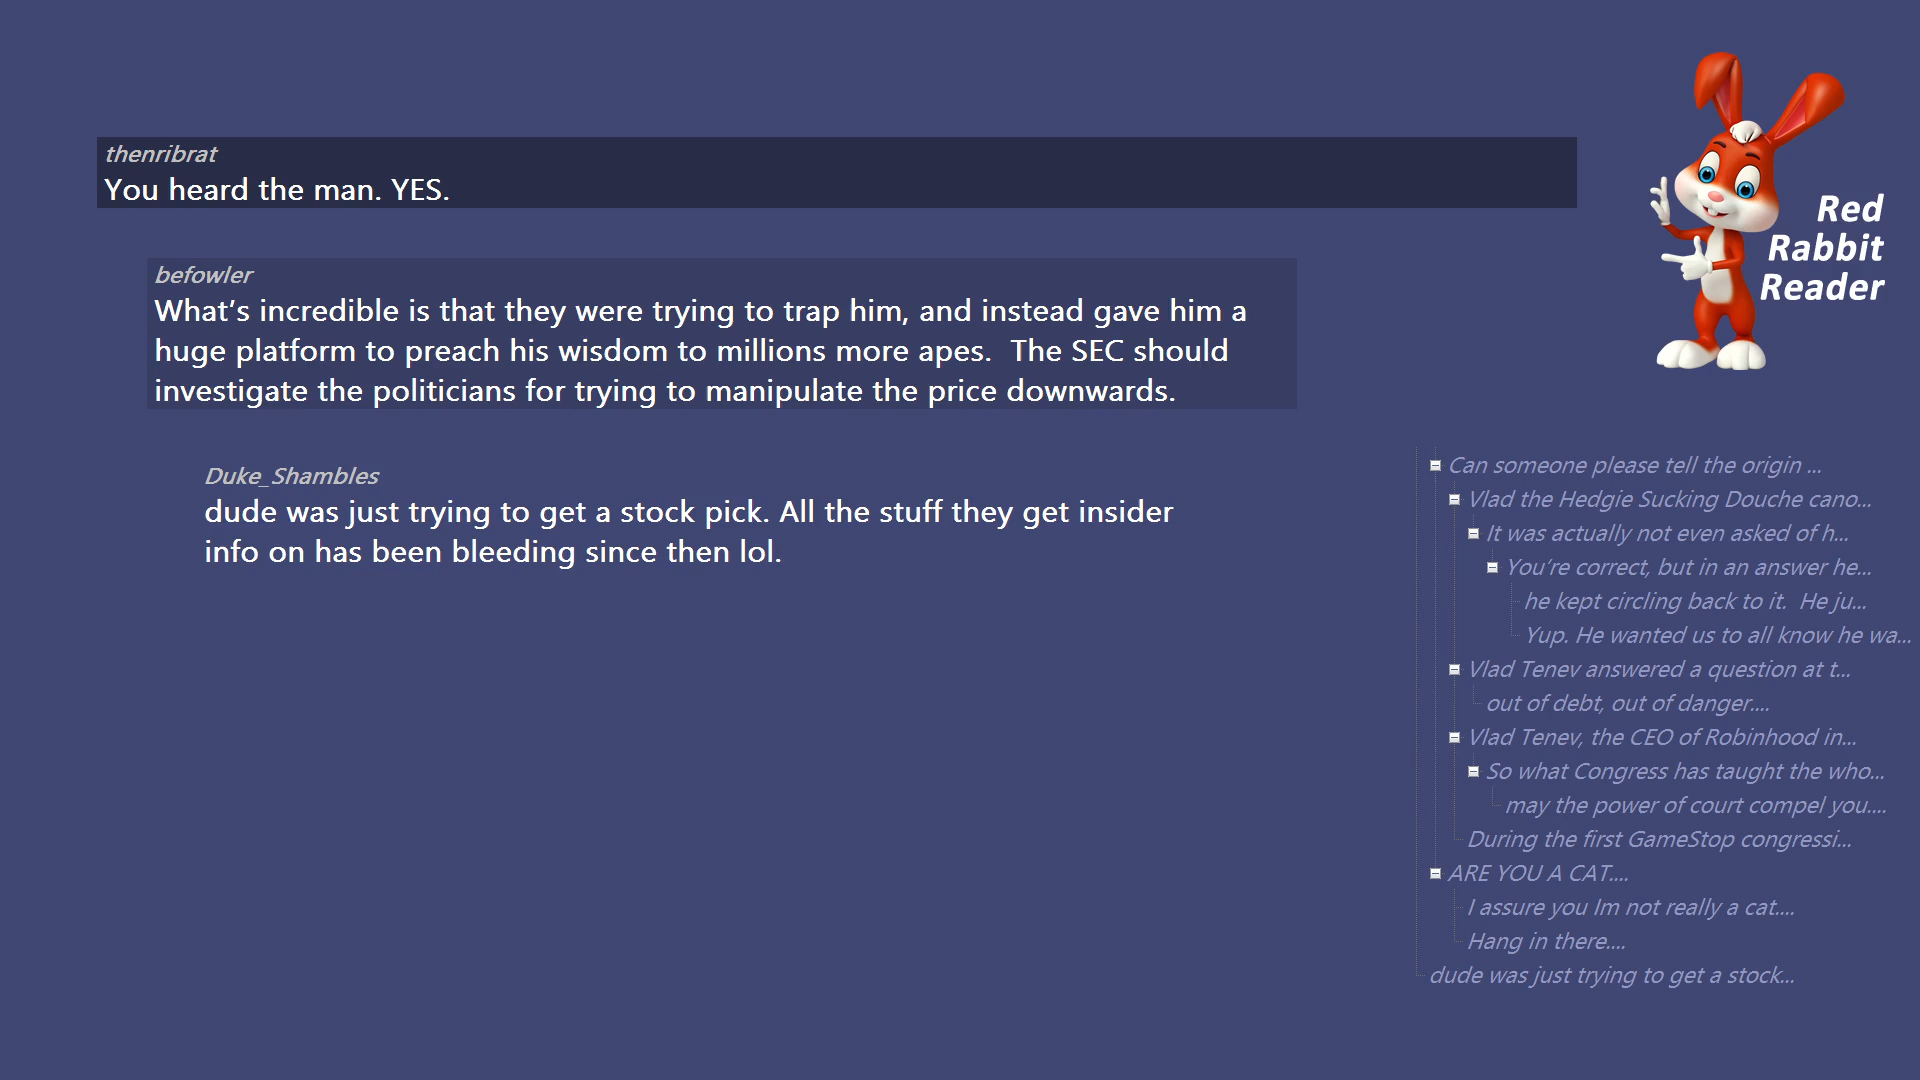 thenribrat
You heard the man. YES.
befowler
What's incredible is that they were trying to trap him, and instead gave him a
huge platform to preach his wisdom to millions more apes.  The SEC should
investigate the politicians for trying to manipulate the price downwards.
Duke_Shambles
dude was just trying to get a stock pick. All the stuff they get insider
info on has been bleeding since then lol.
Red
Rabbit
Reader
Can someone please tell the origin ...
Vlad the Hedgie Sucking Douche cano...
It was actually not even asked of h...
You're correct, but in an answer he...
he kept circling back to it.  He ju...
Yup. He wanted us to all know he wa...
Vlad Tenev answered a question at t...
out of debt, out of danger....
Vlad Tenev, the CEO of Robinhood in...
So what Congress has taught the who...
may the power of court compel you....
During the first GameStop congressi...
ARE YOU A CAT....
I assure you Im not really a cat....
Hang in there....
dude was just trying to get a stock...